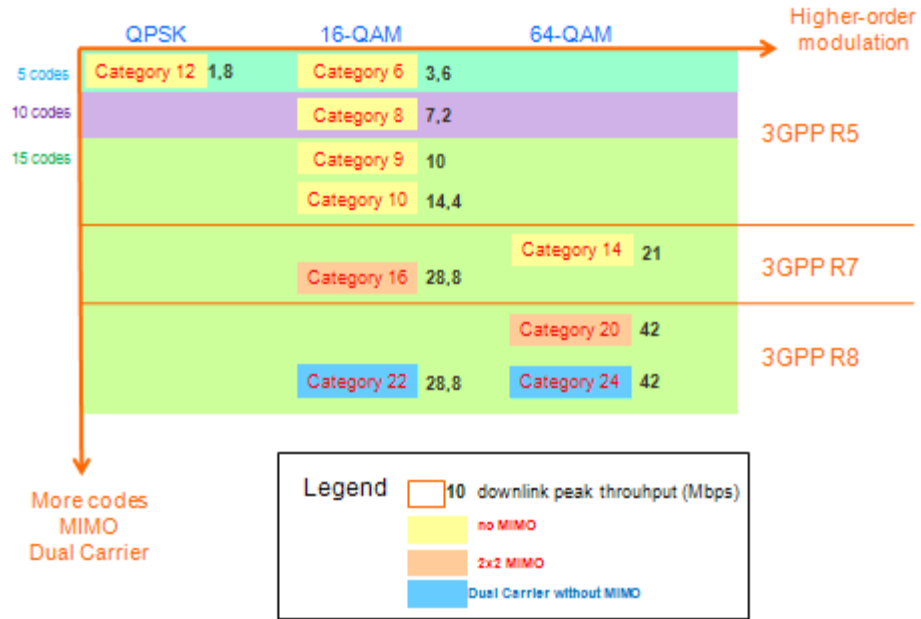 Higher-order
modulation
QPSK 16-QAM 64-QAM
5 codes Category 12 1,8 Category 6 3,6
10 codes Category 8 7,2
3GPP R5
15 codes Category 9 10
Category 10 14,4
Category 14 21
3GPP R7
Category 16 28,8
Category 20 42
3GPP R8
Category 22 28,8 Category 24 42
More codes
MIMO
Dual Carrier
Legend 10 downlink peak throuhput (Mbps)
no MIMO
2x2 MIMO
Dual Carrier without MIMO